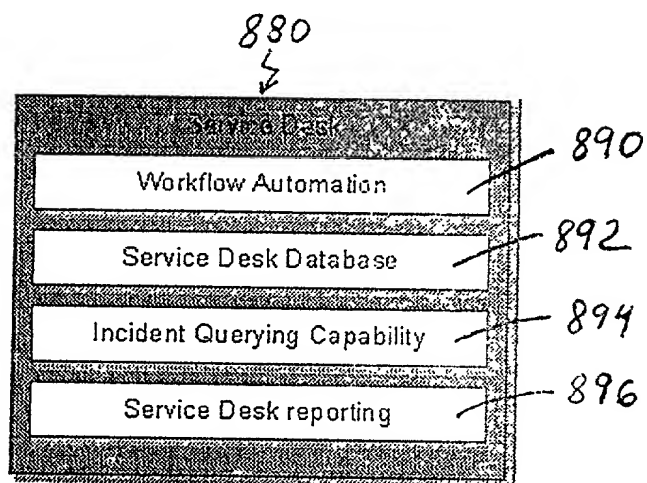 880
Service Desk
Workflow Automation
890
Service Desk Database
892
Incident Querying Capability
894
Service Desk reporting
896